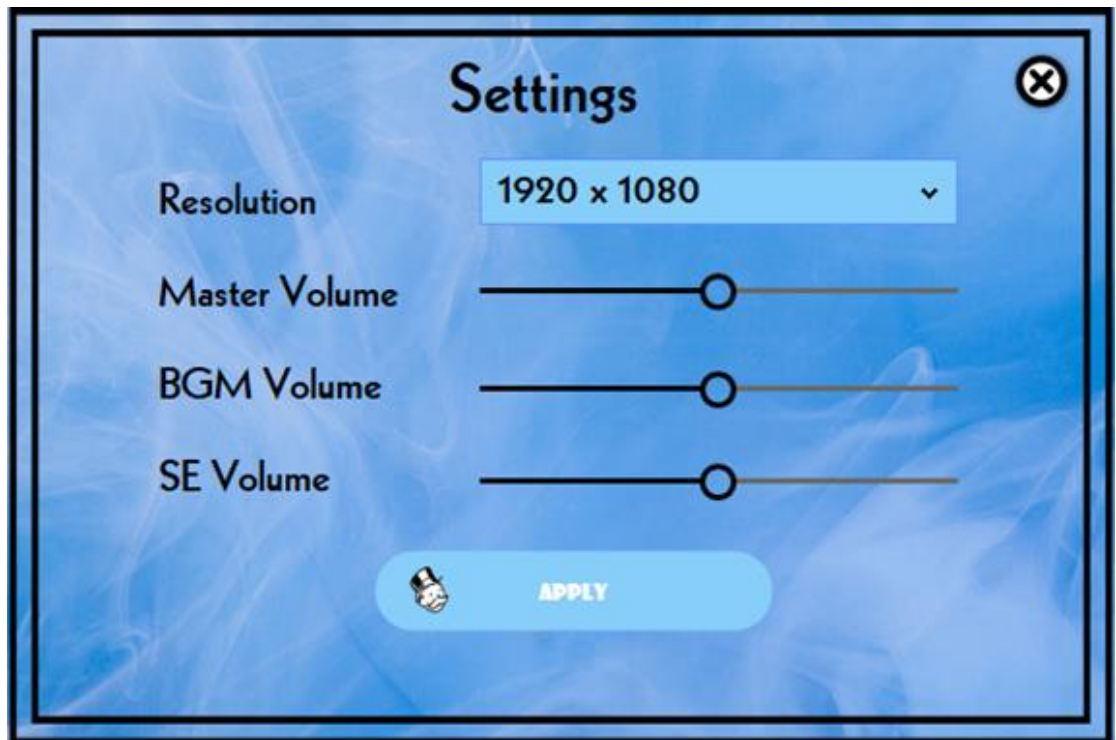 Settings
Resolution
1920 x 1080
Master Volume
BGM Volume
SE Volume
APPLY